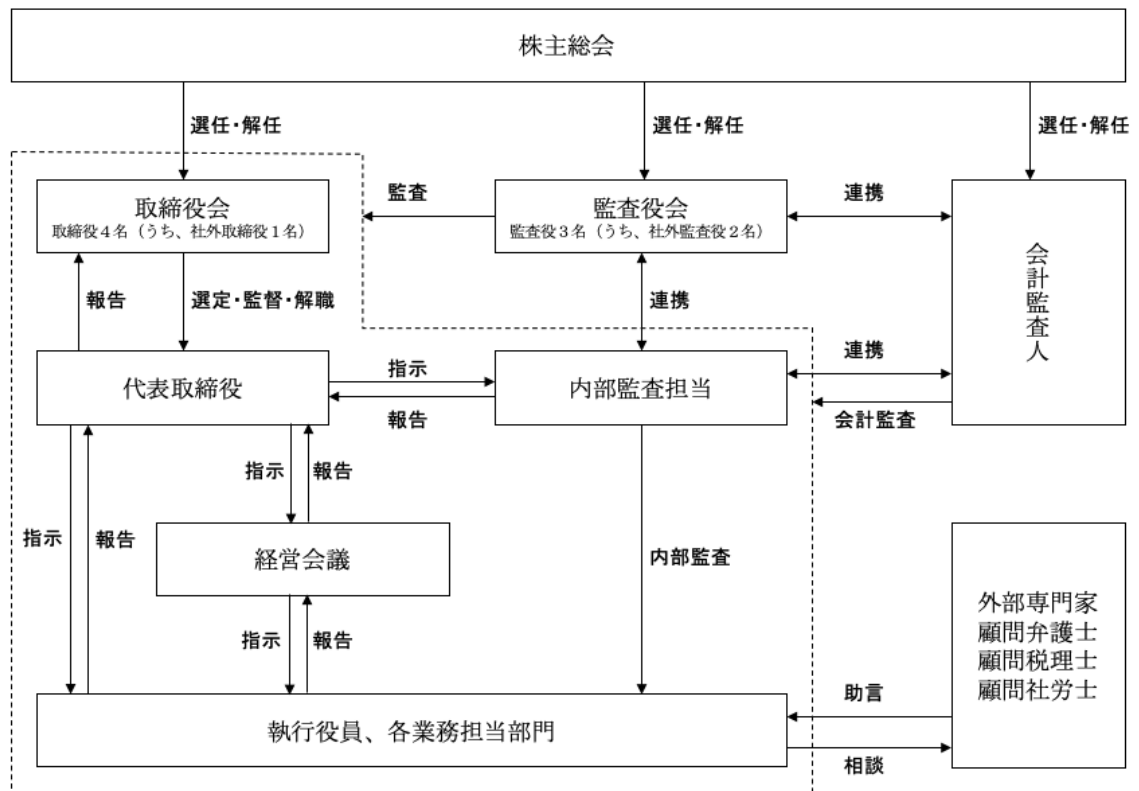 株主総会
選任・解任
選任・解任
選任・解任
取締役会
取締役４名（うち、社外取締役１名）
監査
監査役会
監査役３名（うち、社外監査役２名）
連携
会計監査人
報告
選定・監督・解職
連携
代表取締役
指示
報告
内部監査担当
連携
会計監査
指示
報告
指示
報告
経営会議
内部監査
指示
報告
外部専門家
顧問弁護士
顧問税理士
顧問社労士
執行役員、各業務担当部門
助言
相談